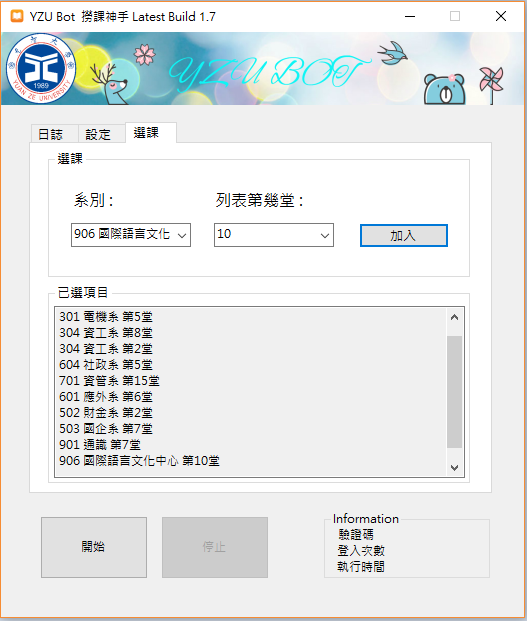 YZU Bot 撈課神手 Latest Build 1.7
YZU BOT
1989
YUAN ZE UNIVERSITY
日誌
設定
選課
選課
系別 :
列表第幾堂 :
906 國際語言文化
10
加入
已選項目
301 電機系 第5堂
304 資工系 第8堂
304 資工系 第2堂
604 社政系 第5堂
701 資管系 第15堂
601 應外系 第6堂
502 財金系 第2堂
503 國企系 第7堂
901 通識 第7堂
906 國際語言文化中心 第10堂
開始
停止
Information
驗證碼
登入次數
執行時間